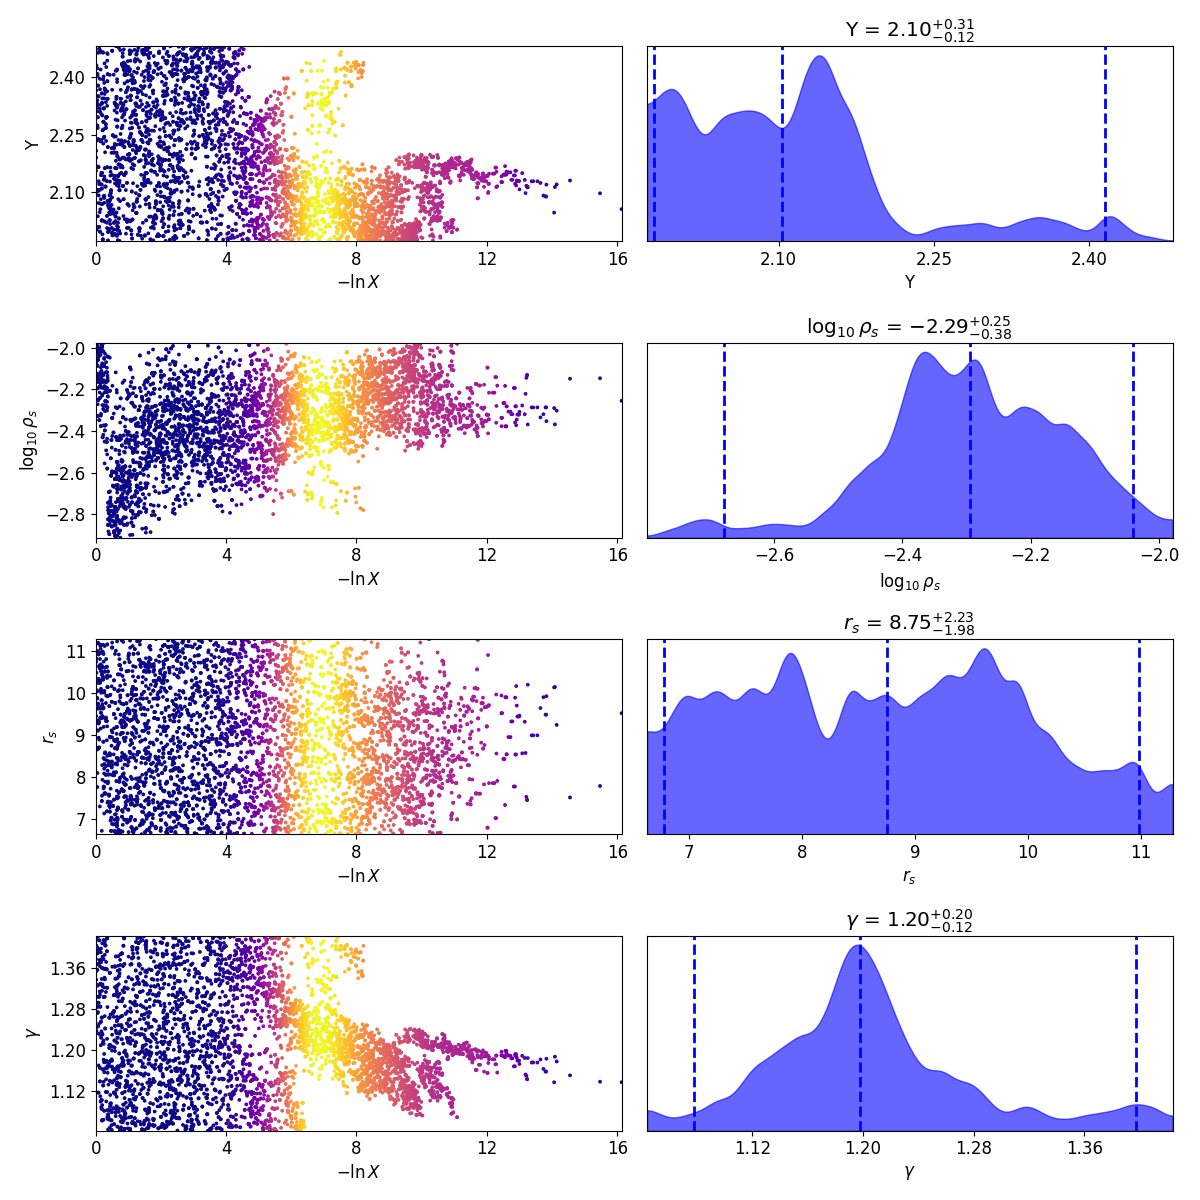 Y = 2.10+0.31 −0.12
2.40
2.25
2.10
Y
0 4 8 12 16
−ln X
2.10 2.25 2.40
Y
log10 ρs = −2.29+0.25 −0.38
−2.0
−2.2
−2.4
−2.6
−2.8
log10 ρs
0 4 8 12 16
−ln X
−2.6 −2.4 −2.2 −2.0
log10 ρs
rs = 8.75+2.23 −1.98
11
10
9
8
7
rs
0 4 8 12 16
−ln X
7 8 9 10 11
rs
γ = 1.20+0.20 −0.12
1.36
1.28
1.20
1.12
γ
0 4 8 12 16
−ln X
1.12 1.20 1.28 1.36
γ